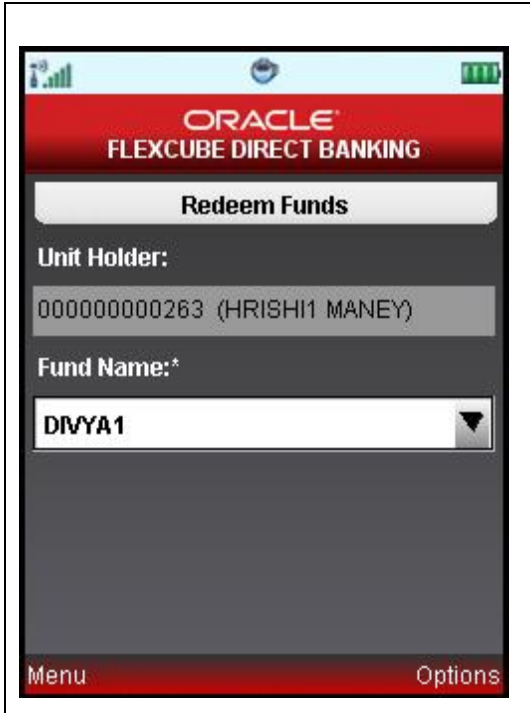 ORACLE
FLEXCUBE DIRECT BANKING
Redeem Funds
Unit Holder:
000000000263 (HRISHI1 MANEY)
Fund Name:*
DIVYA1
Menu Options